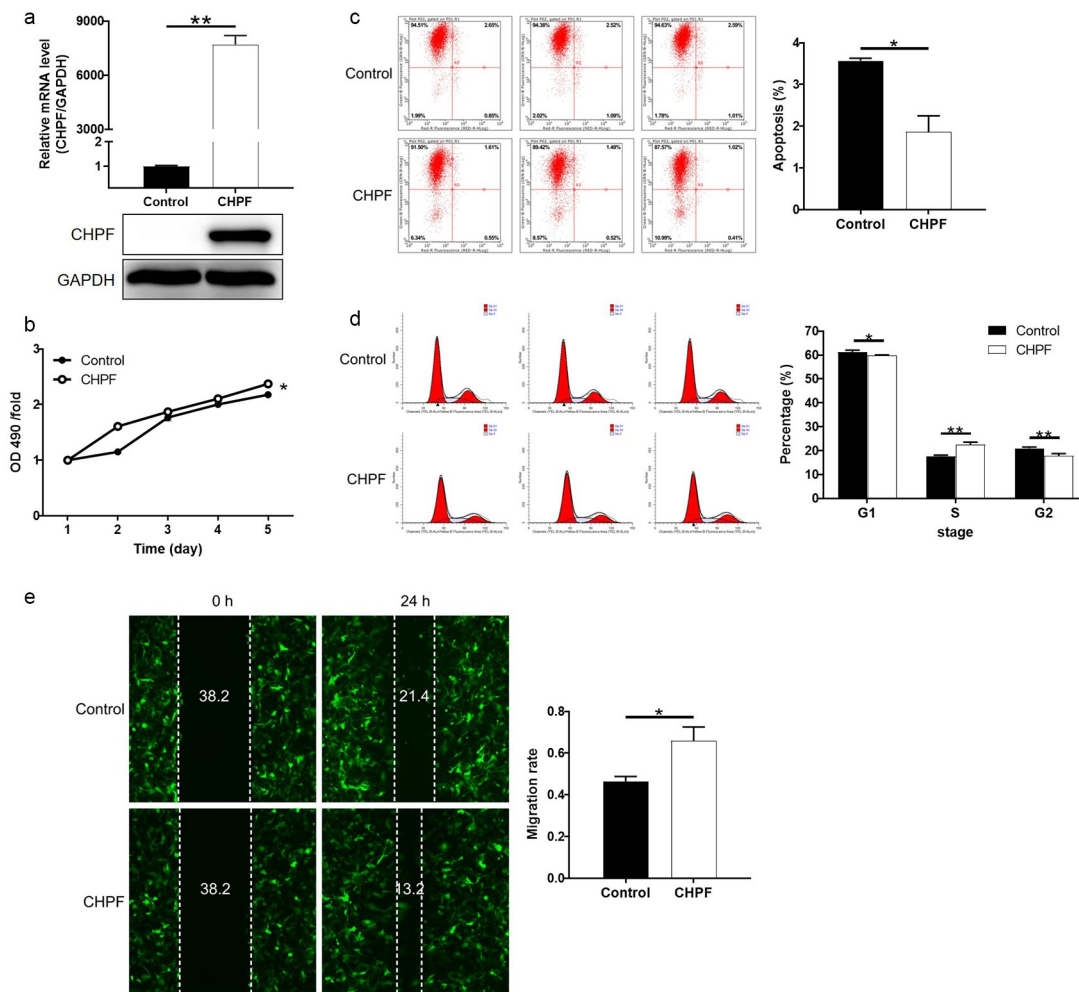 a
**
Relative mRNA level
(CHPF/GAPDH)
9000
6000
3000
2
1
Control
CHPF
CHPF
GAPDH
b
3
2
1
0
OD 490 /fold
Control
CHPF
*
1 2 3 4 5
Time (day)
c
Control
94.51% 2.65%
1.99% 0.85%
94.38% 2.52%
2.02% 1.09%
94.63% 2.59%
1.78% 1.01%
CHPF
91.50% 1.61%
6.34% 0.55%
89.42% 1.49%
8.57% 0.52%
87.57% 1.02%
10.99% 0.41%
Apoptosis (%)
4
3
2
1
0
*
Control CHPF
d
Control
CHPF
Percentage (%)
70
60
50
40
30
20
10
0
Control
CHPF
*
**
**
G1 S G2
stage
e
0 h 24 h
Control
38.2 21.4
CHPF
38.2 13.2
Migration rate
0.8
0.6
0.4
0.2
0.0
*
Control CHPF